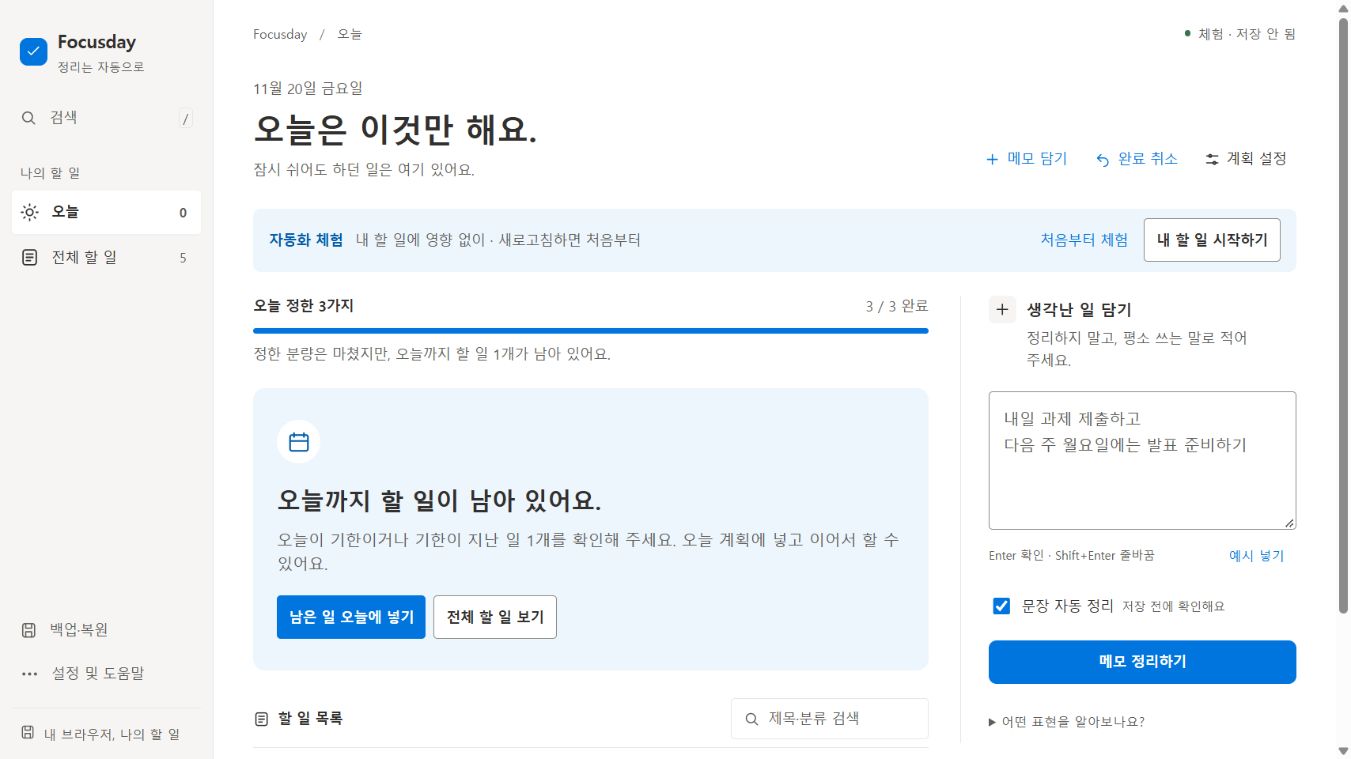 Focusday
정리는 자동으로
검색 /
나의 할 일
오늘 0
전체 할 일 5
백업·복원
설정 및 도움말
내 브라우저, 나의 할 일
Focusday / 오늘
체험 · 저장 안 됨
11월 20일 금요일
오늘은 이것만 해요.
잠시 쉬어도 하던 일은 여기 있어요.
메모 담기
완료 취소
계획 설정
자동화 체험 내 할 일에 영향 없이 · 새로고침하면 처음부터
처음부터 체험
내 할 일 시작하기
오늘 정한 3가지
3 / 3 완료
정한 분량은 마쳤지만, 오늘까지 할 일 1개가 남아 있어요.
오늘까지 할 일이 남아 있어요.
오늘이 기한이거나 기한이 지난 일 1개를 확인해 주세요. 오늘 계획에 넣고 이어서 할 수
있어요.
남은 일 오늘에 넣기
전체 할 일 보기
할 일 목록
제목·분류 검색
생각난 일 담기
정리하지 말고, 평소 쓰는 말로 적어
주세요.
내일 과제 제출하고
다음 주 월요일에는 발표 준비하기
Enter 확인 · Shift+Enter 줄바꿈
예시 넣기
문장 자동 정리 저장 전에 확인해요
메모 정리하기
어떤 표현을 알아보나요?